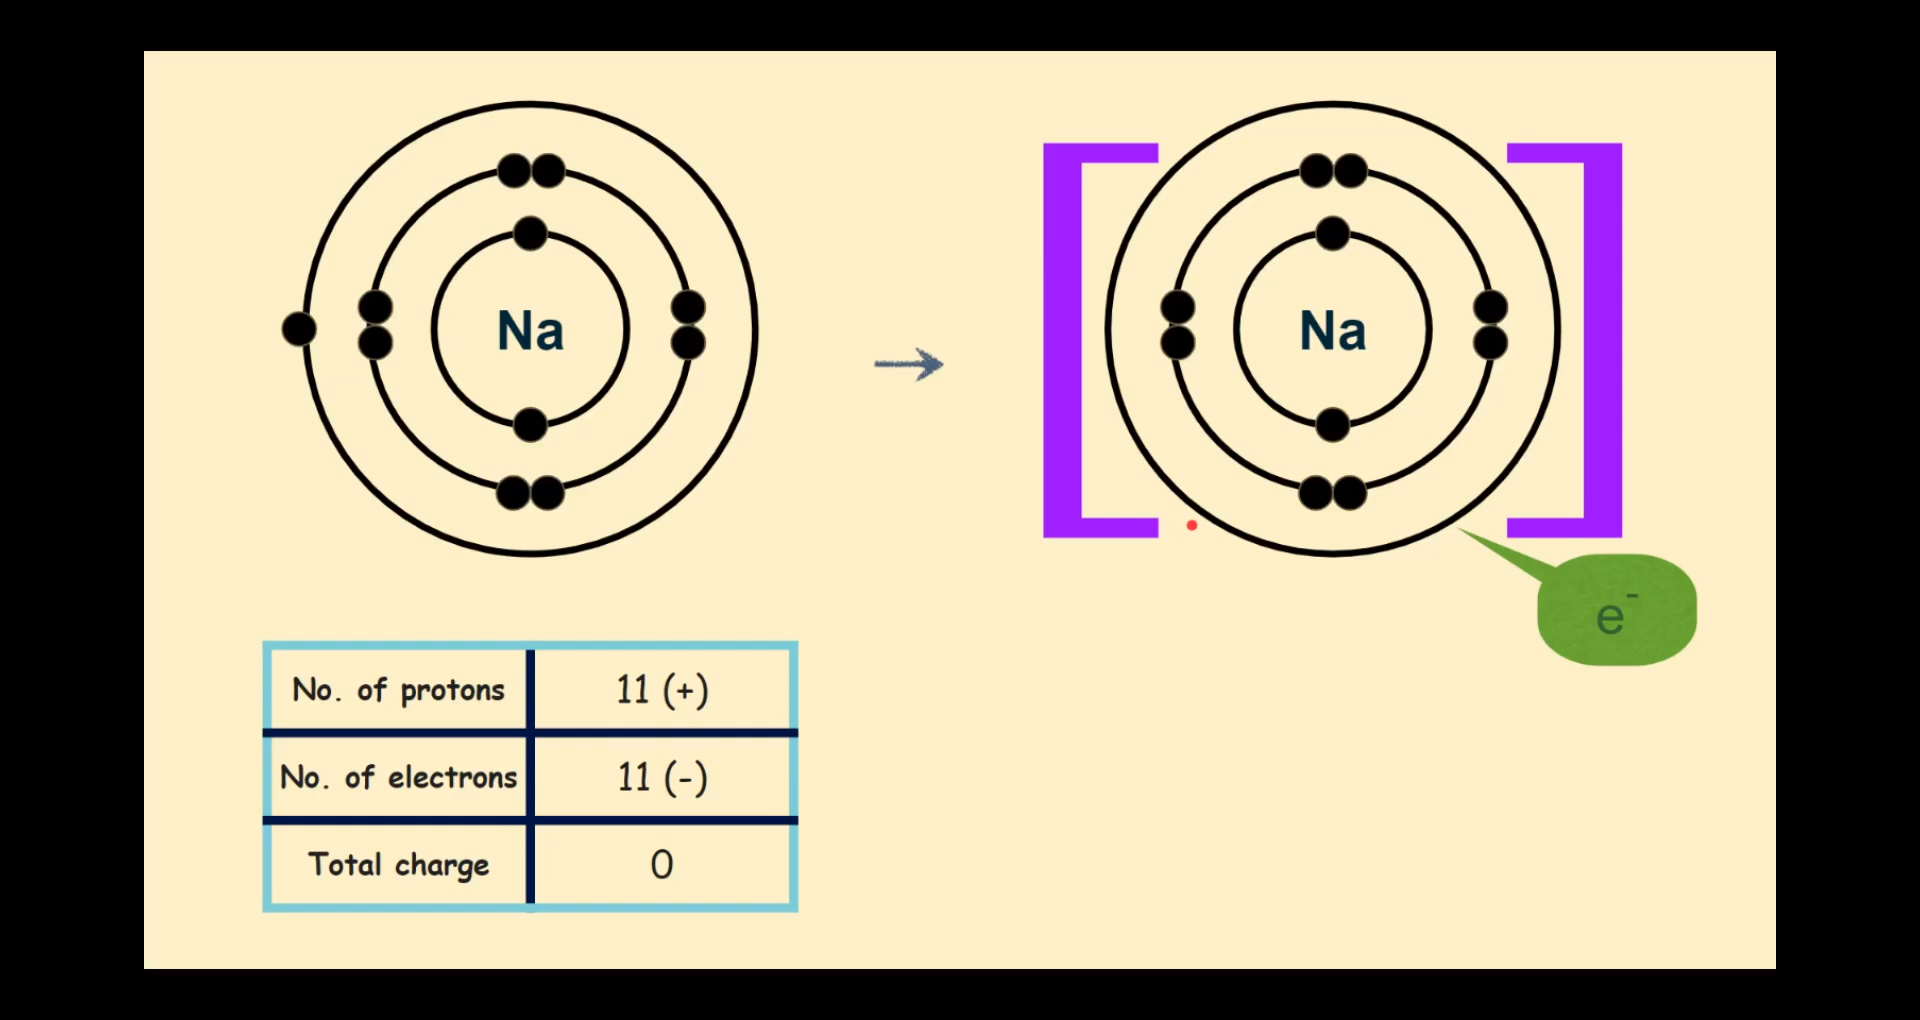 Na
Na
e-
No. of protons
11 (+)
No. of electrons
11 (-)
Total charge
0